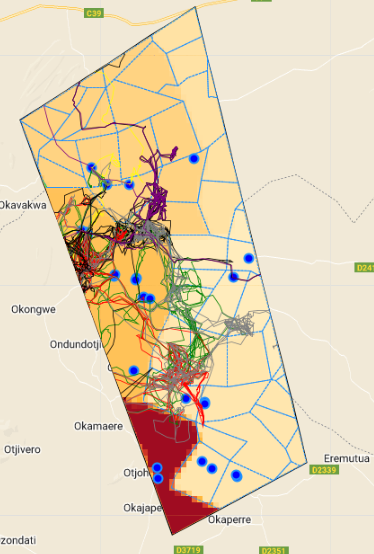 C39
Okavakwa
D241
Okongwe
Ondundotji
Okamaere
Otjivero
Otjoh
Eremutua
D2339
Okajape
Okaperre
zondati
D3719
D2351